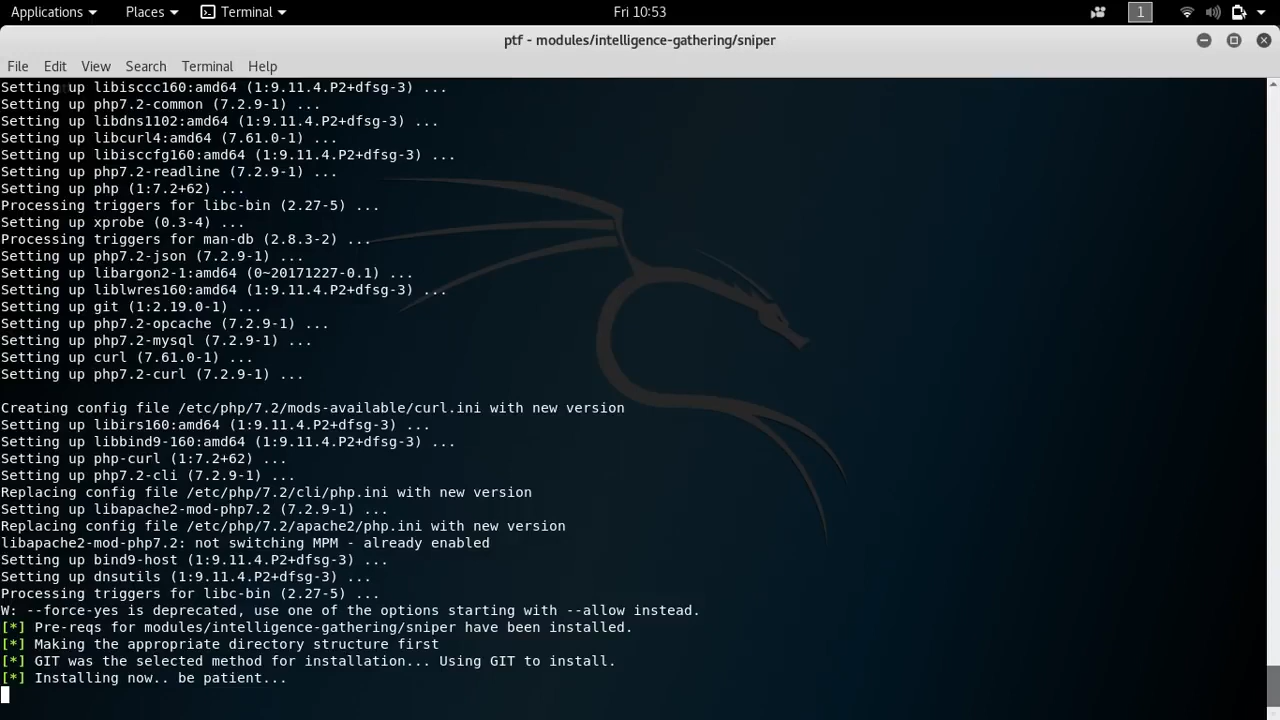 Applications Places Terminal Fri 10:53 1
ptf - modules/intelligence-gathering/sniper
File Edit View Search Terminal Help
Setting up libisccc160:amd64 (1:9.11.4.P2+dfsg-3) ...
Setting up php7.2-common (7.2.9-1) ...
Setting up libdns1102:amd64 (1:9.11.4.P2+dfsg-3) ...
Setting up libcurl4:amd64 (7.61.0-1) ...
Setting up libisccfg160:amd64 (1:9.11.4.P2+dfsg-3) ...
Setting up php7.2-readline (7.2.9-1) ...
Setting up php (1:7.2+62) ...
Processing triggers for libc-bin (2.27-5) ...
Setting up xprobe (0.3-4) ...
Processing triggers for man-db (2.8.3-2) ...
Setting up php7.2-json (7.2.9-1) ...
Setting up libargon2-1:amd64 (0~20171227-0.1) ...
Setting up liblwres160:amd64 (1:9.11.4.P2+dfsg-3) ...
Setting up git (1:2.19.0-1) ...
Setting up php7.2-opcache (7.2.9-1) ...
Setting up php7.2-mysql (7.2.9-1) ...
Setting up curl (7.61.0-1) ...
Setting up php7.2-curl (7.2.9-1) ...
Creating config file /etc/php/7.2/mods-available/curl.ini with new version
Setting up libirs160:amd64 (1:9.11.4.P2+dfsg-3) ...
Setting up libbind9-160:amd64 (1:9.11.4.P2+dfsg-3) ...
Setting up php-curl (1:7.2+62) ...
Setting up php7.2-cli (7.2.9-1) ...
Replacing config file /etc/php/7.2/cli/php.ini with new version
Setting up libapache2-mod-php7.2 (7.2.9-1) ...
Replacing config file /etc/php/7.2/apache2/php.ini with new version
libapache2-mod-php7.2: not switching MPM - already enabled
Setting up bind9-host (1:9.11.4.P2+dfsg-3) ...
Setting up dnsutils (1:9.11.4.P2+dfsg-3) ...
Processing triggers for libc-bin (2.27-5) ...
W: --force-yes is deprecated, use one of the options starting with --allow instead.
[*] Pre-reqs for modules/intelligence-gathering/sniper have been installed.
[*] Making the appropriate directory structure first
[*] GIT was the selected method for installation... Using GIT to install.
[*] Installing now.. be patient...